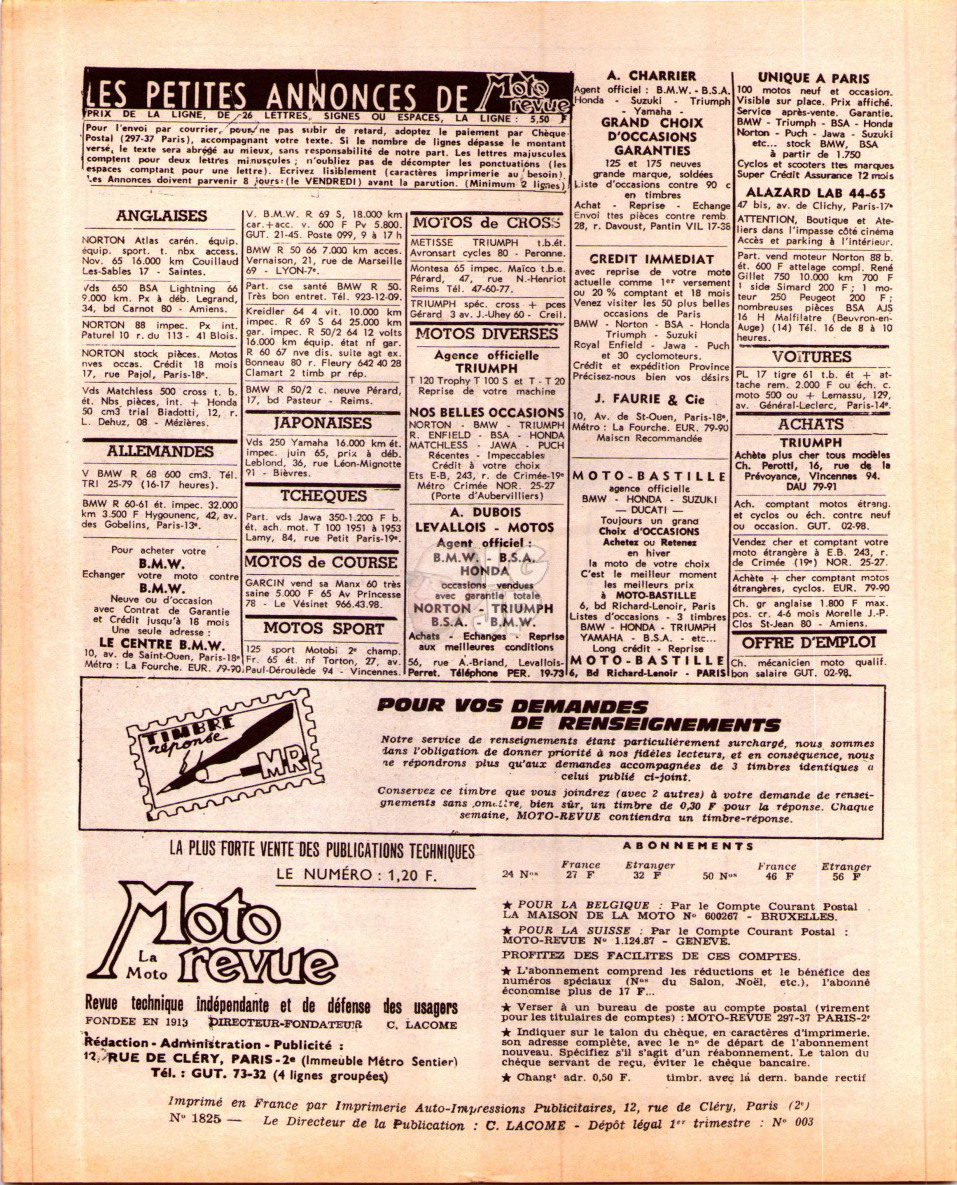 LES PETITES ANNONCES DE Moto revue
PRIX DE LA LIGNE, DE 26 LETTRES, SIGNES OU ESPACES, LA LIGNE : 5,50 F
Pour l'envoi par courrier, pour ne pas subir de retard, adoptez le paiement par Chèque
Postal (297-37 Paris), accompagnant votre texte. Si le nombre de lignes dépasse le montant
versé, le texte sera abrégé au mieux, sans responsabilité de notre part. Les lettres majuscules
comptent pour deux lettres minuscules ; n'oubliez pas de décompter les ponctuations (les
espaces comptant pour une lettre). Ecrivez lisiblement (caractères imprimerie au besoin).
Les Annonces doivent parvenir 8 jours (le VENDREDI) avant la parution. (Minimum 2 lignes)
ANGLAISES
NORTON Atlas carén. équip.
équip. sport. t. nbx access.
Nov. 65 16.000 km Couillaud
Les-Sables 17 - Saintes.
Vds 650 BSA Lightning 66
9.000 km. Px à déb. Legrand,
34, bd Carnot 80 - Amiens.
NORTON 88 impec. Px int.
Paturel 10 r. du 113 - 41 Blois.
NORTON stock pièces. Motos
nves occas. Crédit 18 mois
17, rue Pajol, Paris-18e.
Vds Matchless 500 cross t. b.
ét. Nbs pièces, int. + Honda
50 cm3 trial Biadotti, 12, r.
L. Dehuz, 08 - Mézières.
ALLEMANDES
V BMW R 68 600 cm3. Tél.
TRI 25-79 (16-17 heures).
BMW R 60-61 ét. impec. 32.000
km 3.500 F Hygounenc, 42, av.
des Gobelins, Paris-13e.
Pour acheter votre
B.M.W.
Echanger votre moto contre
B.M.W.
Neuve ou d'occasion
avec Contrat de Garantie
et Crédit jusqu'à 18 mois
Une seule adresse :
LE CENTRE B.M.W.
10, av. de Saint-Ouen, Paris-18e
Métro : La Fourche. EUR. 79-90
V. B.M.W. R 69 S, 18.000 km
car.+acc. v. 600 F Pv 5.800.
GUT. 21-45. Poste 099, 9 à 17 h
BMW R 50 66 7.000 km acces.
Vernaison, 21, rue de Marseille
69 - LYON-7e.
Part. cse santé BMW R 50.
Très bon entret. Tél. 923-12-09.
Kreidler 64 4 vit. 10.000 km
impec. R 69 S 64 25.000 km
gar. impec. R 50/2 64 12 volts
16.000 km équip. état nf gar.
R 60 67 nve dis. suite agt ex.
Bonneau 80 r. Fleury 642 40 28
Clamart 2 timb pr rép.
BMW R 50/2 c. neuve Pérard,
17, bd Pasteur - Reims.
JAPONAISES
Vds 250 Yamaha 16.000 km ét.
impec. juin 65, prix à déb.
Leblond, 36, rue Léon-Mignotte
91 - Bièvres.
TCHEQUES
Part. vds Jawa 350-1.200 F b.
ét. ach. mot. T 100 1951 à 1953
Lamy, 84, rue Petit Paris-19e.
MOTOS de COURSE
GARCIN vend sa Manx 60 très
saine 5.000 F 65 Av Princesse
78 - Le Vésinet 966.43.98.
MOTOS SPORT
125 sport Motobi 2e champ.
Fr. 65 ét. nf Torton, 27, av.
Paul-Déroulède 94 - Vincennes.
MOTOS de CROSS
METISSE TRIUMPH t.b.ét.
Avronsart cycles 80 - Peronne.
Montesa 65 impec. Maïco t.b.e.
Pérard, 47, rue N.-Henriot
Reims Tél. 47-60-77.
TRIUMPH spéc. cross + pces
Gérard 3 av. J.-Uhey 60 - Creil.
MOTOS DIVERSES
Agence officielle
TRIUMPH
T 120 Trophy T 100 S et T - T 20
Reprise de votre machine
NOS BELLES OCCASIONS
NORTON - BMW - TRIUMPH
R. ENFIELD - BSA - HONDA
MATCHLESS - JAWA - PUCH
Récentes - Impeccables
Crédit à votre choix
Ets E-B, 243, r. de Crimée-19e
Métro Crimée NOR. 25-27
(Porte d'Aubervilliers)
A. DUBOIS
LEVALLOIS - MOTOS
Agent officiel :
B.M.W. - B.S.A.
HONDA
occasions vendues
avec garantie totale
NORTON - TRIUMPH
B.S.A. - B.M.W.
Achats - Echanges - Reprise
aux meilleures conditions
56, rue A.-Briand, Levallois-
Perret. Téléphone PER. 19-73
A. CHARRIER
Agent officiel : B.M.W. - B.S.A.
Honda - Suzuki - Triumph
- Yamaha -
GRAND CHOIX
D'OCCASIONS
GARANTIES
125 et 175 neuves
grande marque, soldées
Liste d'occasions contre 90 c
en timbres
Achat - Reprise - Echange
Envoi ttes pièces contre remb.
28, r. Davoust, Pantin VIL 17-38
CREDIT IMMEDIAT
avec reprise de votre moto
actuelle comme 1er versement
ou 20 % comptant et 18 mois
Venez visiter les 50 plus belles
occasions de Paris
BMW - Norton - BSA - Honda
Triumph - Suzuki
Royal Enfield - Jawa - Puch
et 30 cyclomoteurs.
Crédit et expédition Province
Précisez-nous bien vos désirs
J. FAURIE & Cie
10, Av. de St-Ouen, Paris-18e,
Métro : La Fourche. EUR. 79-90
Maison Recommandée
MOTO-BASTILLE
agence officielle
BMW - HONDA - SUZUKI
— DUCATI —
Toujours un grand
Choix d'OCCASIONS
Achetez ou Retenez
en hiver
la moto de votre choix
C'est le meilleur moment
les meilleurs prix
à MOTO-BASTILLE
6, bd Richard-Lenoir, Paris
Listes d'occasions - 3 timbres
BMW - HONDA - TRIUMPH
YAMAHA - B.S.A. - etc...
Long crédit - Reprise
MOTO-BASTILLE
6, Bd Richard-Lenoir - PARIS
UNIQUE A PARIS
100 motos neuf et occasion.
Visible sur place. Prix affiché.
Service après-vente. Garantie.
BMW - Triumph - BSA - Honda
Norton - Puch - Jawa - Suzuki
etc... stock BMW, BSA
à partir de 1.750
Cyclos et scooters ttes marques
Super Crédit Assurance 12 mois
ALAZARD LAB 44-65
47 bis, av. de Clichy, Paris-17e
ATTENTION, Boutique et Ate-
liers dans l'impasse côté cinéma
Accès et parking à l'intérieur.
Part. vend moteur Norton 88 b.
ét. 600 F attelage compl. René
Gillet 750 10.000 km 700 F
1 side Simard 200 F ; 1 mo-
teur 250 Peugeot 200 F ;
nombreuses pièces BSA AJS
16 H Malfilatre (Beuvron-en-
Auge) (14) Tél. 16 de 8 à 10
heures.
VOITURES
PL 17 tigre 61 t.b. ét + at-
tache rem. 2.000 F ou éch. c.
moto 500 ou + Lemassu, 129,
av. Général-Leclerc, Paris-14e.
ACHATS
TRIUMPH
Achète plus cher tous modèles
Ch. Perotti, 16, rue de la
Prévoyance, Vincennes 94.
DAU 79-91
Ach. comptant motos étrang.
et cyclos ou éch. contre neuf
ou occasion. GUT. 02-98.
Vendez cher et comptant votre
moto étrangère à E.B. 243, r.
de Crimée (19e) NOR. 25-27.
Achète + cher comptant motos
étrangères, cyclos. EUR. 79-90
Ch. gr anglaise 1.800 F max.
pos. cr. 4-6 mois Morelle J.-P.
Clos St-Jean 80 - Amiens.
OFFRE D'EMPLOI
Ch. mécanicien moto qualif.
bon salaire GUT. 02-98.
TIMBRE
réponse
MR
POUR VOS DEMANDES
DE RENSEIGNEMENTS
Notre service de renseignements étant particulièrement surchargé, nous sommes
dans l'obligation de donner priorité à nos fidèles lecteurs, et en conséquence, nous
ne répondrons plus qu'aux demandes accompagnées de 3 timbres identiques a
celui publié ci-joint.
Conservez ce timbre que vous joindrez (avec 2 autres) à votre demande de rensei-
gnements sans omettre, bien sûr, un timbre de 0,30 F pour la réponse. Chaque
semaine, MOTO-REVUE contiendra un timbre-réponse.
LA PLUS FORTE VENTE DES PUBLICATIONS TECHNIQUES
LE NUMÉRO : 1,20 F.
La Moto
Moto revue
Revue technique indépendante et de défense des usagers
FONDEE EN 1913 DIRECTEUR-FONDATEUR C. LACOME
Rédaction - Administration - Publicité :
12, RUE DE CLÉRY, PARIS-2e (Immeuble Métro Sentier)
Tél. : GUT. 73-32 (4 lignes groupées)
ABONNEMENTS
France Etranger France Etranger
24 Nos 27 F 32 F 50 Nos 46 F 56 F
★ POUR LA BELGIQUE : Par le Compte Courant Postal
LA MAISON DE LA MOTO No 600267 - BRUXELLES.
★ POUR LA SUISSE : Par le Compte Courant Postal :
MOTO-REVUE No 1.124.87 - GENEVE.
PROFITEZ DES FACILITES DE CES COMPTES.
★ L'abonnement comprend les réductions et le bénéfice des
numéros spéciaux (Nos du Salon, Noël, etc.), l'abonné
économise plus de 17 F...
★ Verser à un bureau de poste au compte postal (virement
pour les titulaires de comptes) : MOTO-REVUE 297-37 PARIS-2e
★ Indiquer sur le talon du chèque, en caractères d'imprimerie,
son adresse complète, avec le no de départ de l'abonnement
nouveau. Spécifiez s'il s'agit d'un réabonnement. Le talon du
chèque servant de reçu, éviter le chèque bancaire.
★ Changt adr. 0,50 F. timbr. avec la dern. bande rectif
Imprimé en France par Imprimerie Auto-Impressions Publicitaires, 12, rue de Cléry, Paris (2e)
No 1825 — Le Directeur de la Publication : C. LACOME - Dépôt légal 1er trimestre : No 003